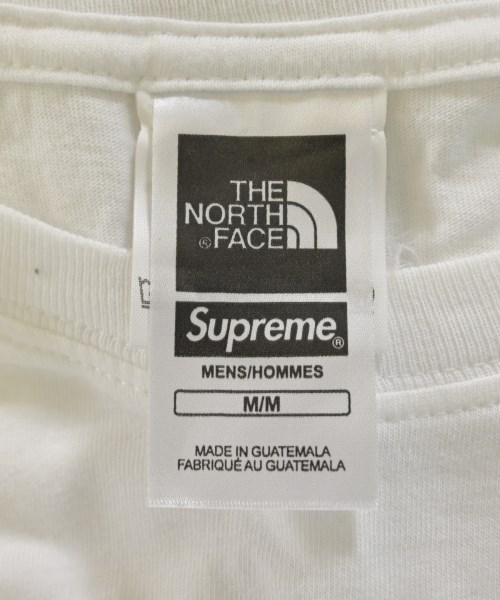 THE
NORTH
® FACE
Supreme®
MENS/HOMMES
M/M
MADE IN GUATEMALA
FABRIQUÉ AU GUATEMALA